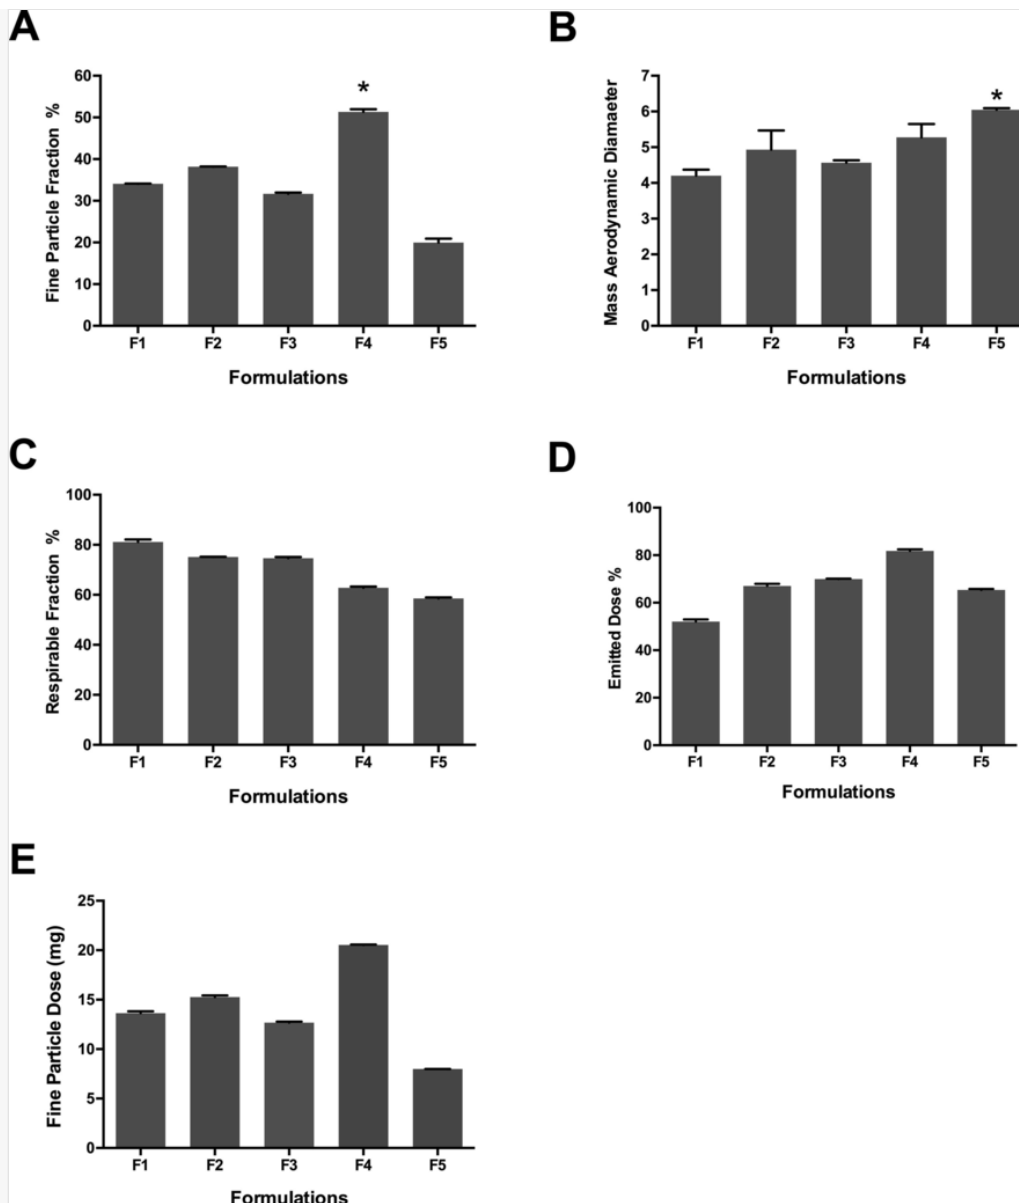 A
Fine Particle Fraction %
60
50
40
30
20
10
0
*
F1 F2 F3 F4 F5
Formulations
B
Mass Aerodynamic Diamaeter
7
6
5
4
3
2
1
0
*
F1 F2 F3 F4 F5
Formulations
C
Respirable Fraction %
100
80
60
40
20
0
F1 F2 F3 F4 F5
Formulations
D
Emitted Dose %
100
80
60
40
20
0
F1 F2 F3 F4 F5
Formulations
E
Fine Particle Dose (mg)
25
20
15
10
5
0
F1 F2 F3 F4 F5
Formulations